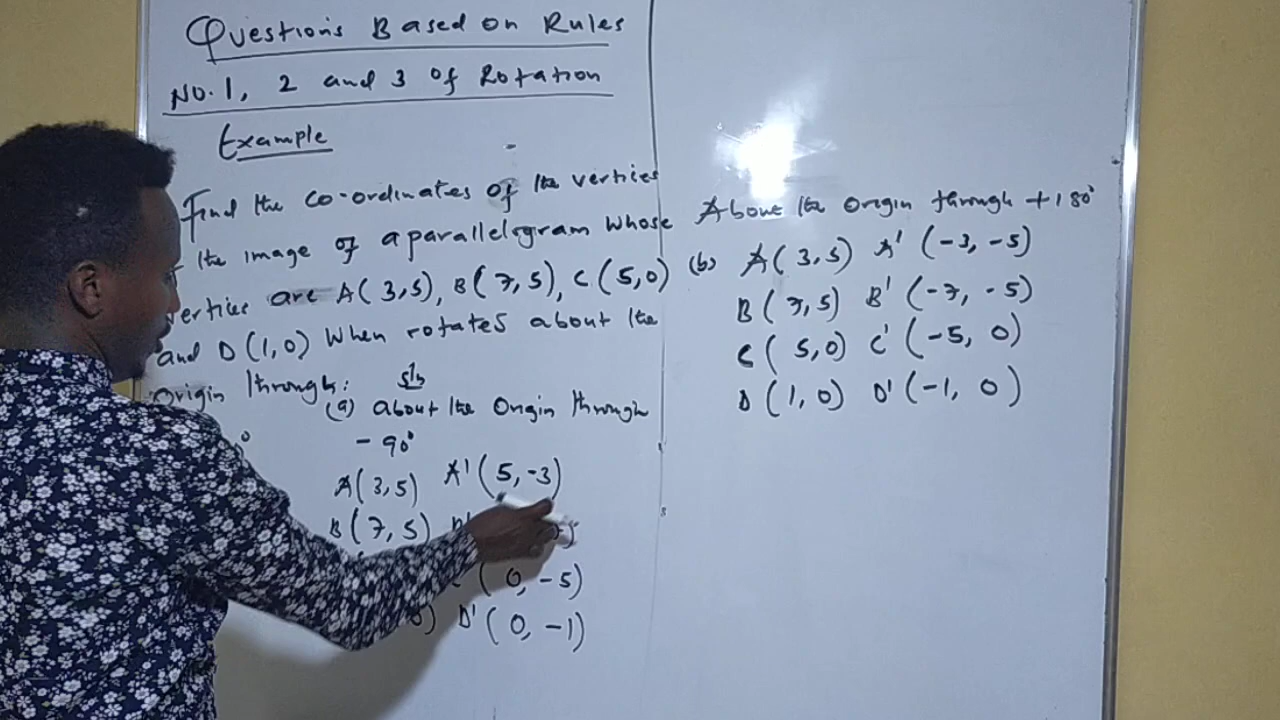 Questions Based on Rules
No. 1, 2 and 3 of Rotation
Example
Find the co-ordinates of the vertices
the image of a parallelogram whose
vertices are A(3,5), B(7,5), C(5,0)
and D(1,0) When rotates about the
Origin through:
Sln
(a) about the Origin through
- 90°
A(3,5) A'(5,-3)
B(7,5)
(0, -5)
0) D'(0, -1)
About the origin through +180°
(b) A(3,5) A'(-3,-5)
B(7,5) B'(-7, -5)
C(5,0) C'(-5, 0)
D(1,0) D'(-1, 0)